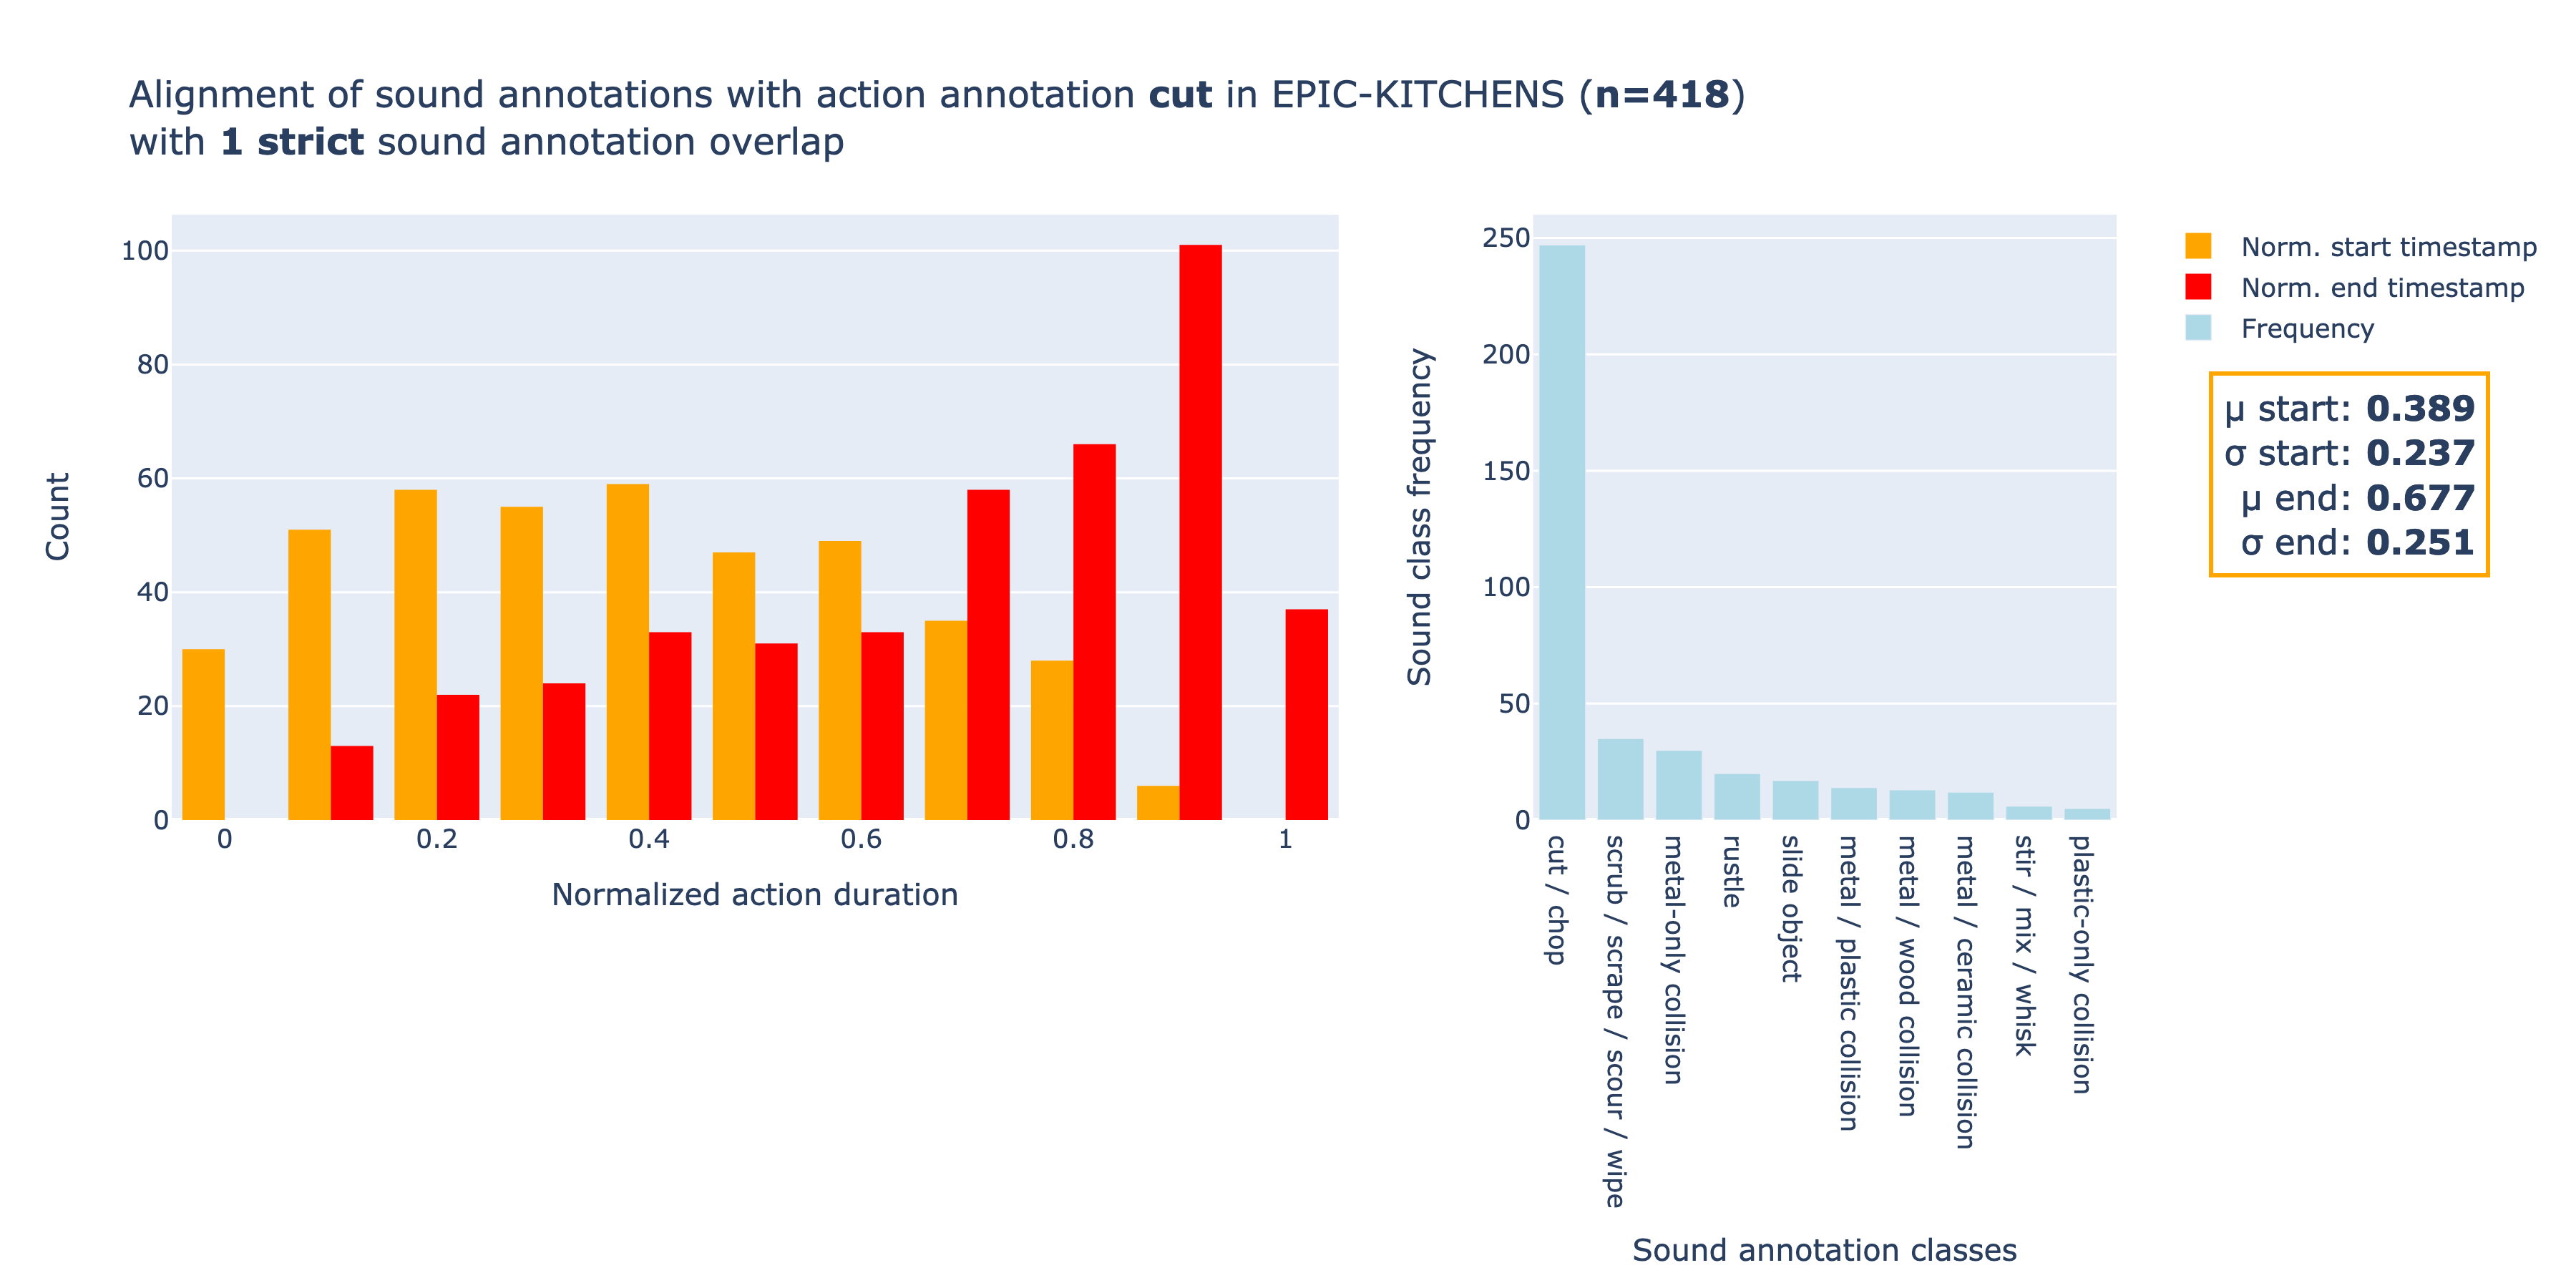 Alignment of sound annotations with action annotation cut in EPIC-KITCHENS (n=418)
with 1 strict sound annotation overlap
Count
100
80
60
40
20
0
0
0.2
0.4
0.6
0.8
1
Normalized action duration
Sound class frequency
250
200
150
100
50
0
cut / chop
scrub / scrape / scour / wipe
metal-only collision
rustle
slide object
metal / plastic collision
metal / wood collision
metal / ceramic collision
stir / mix / whisk
plastic-only collision
Sound annotation classes
Norm. start timestamp
Norm. end timestamp
Frequency
μ start: 0.389
σ start: 0.237
μ end: 0.677
σ end: 0.251